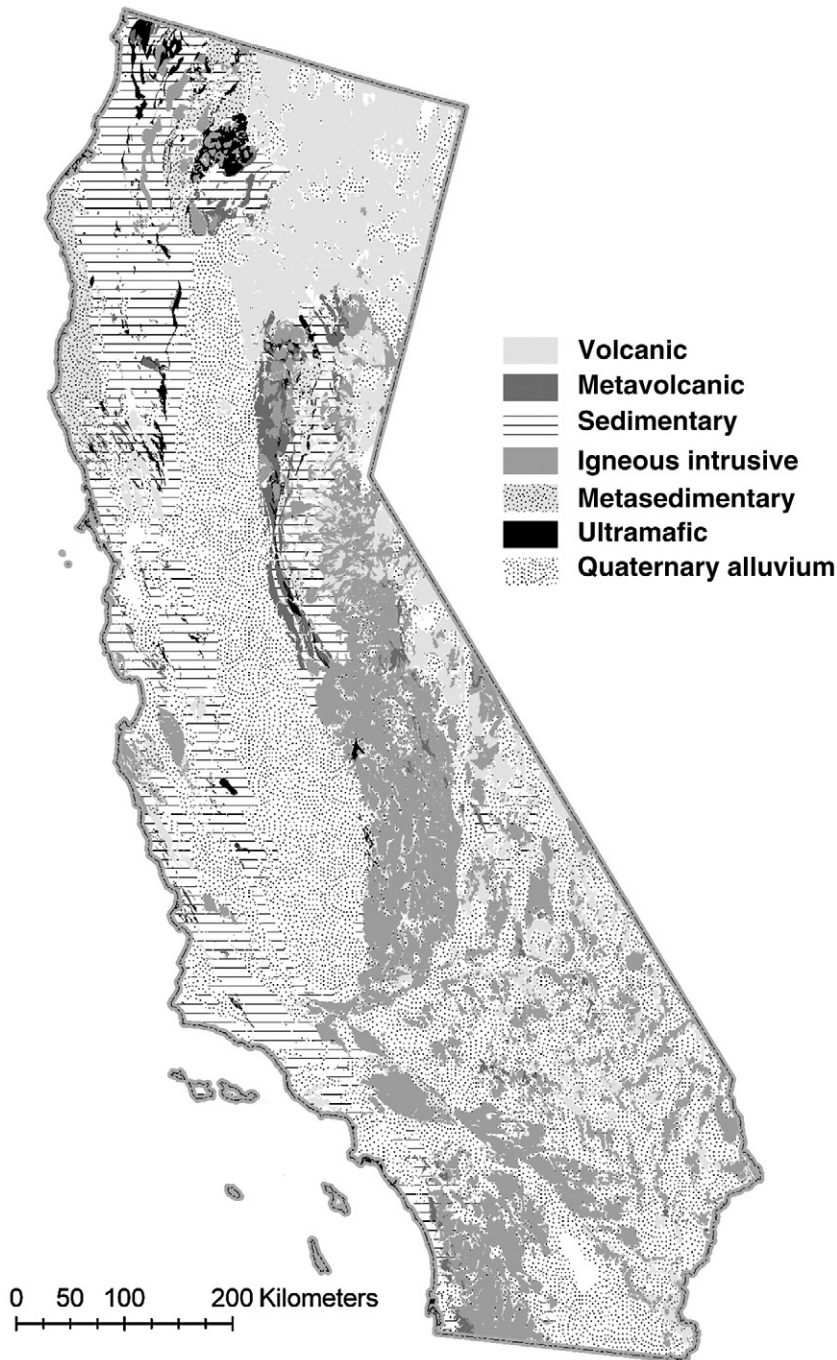 Volcanic
Metavolcanic
Sedimentary
Igneous intrusive
Metasedimentary
Ultramafic
Quaternary alluvium
0 50 100 200 Kilometers